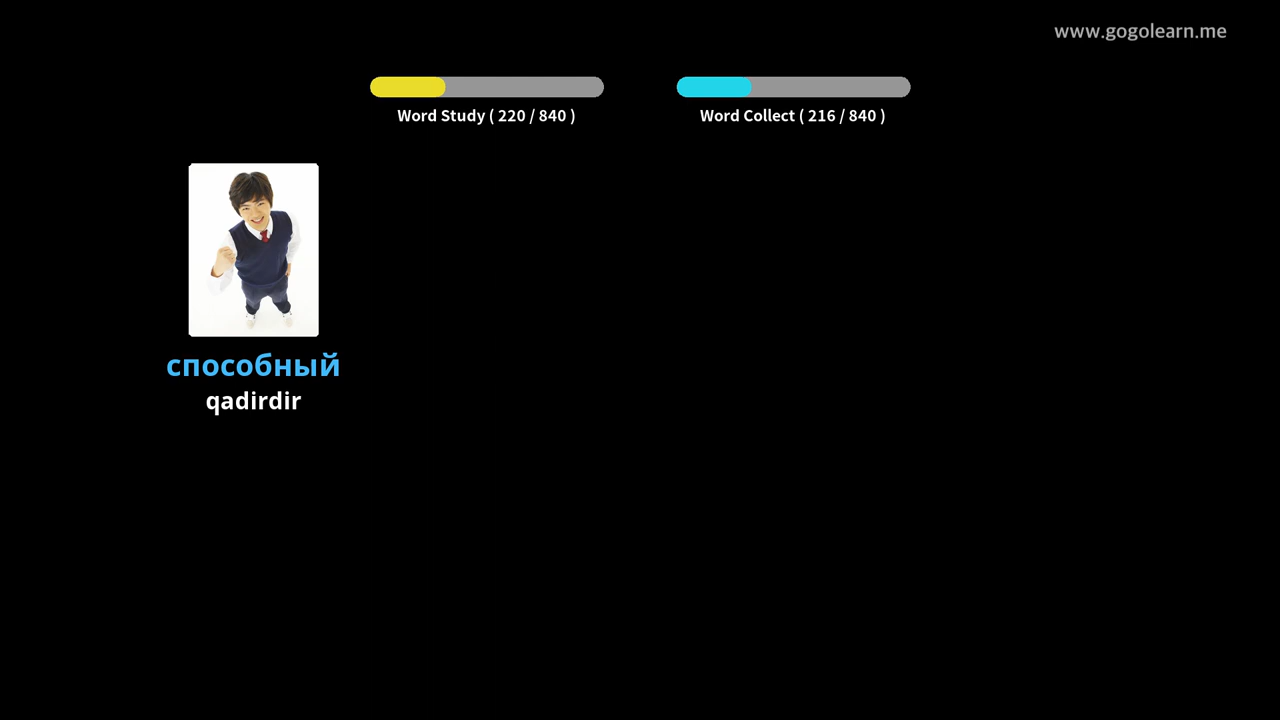 www.gogolearn.me
Word Study ( 220 / 840 )
Word Collect ( 216 / 840 )
способный
qadirdir